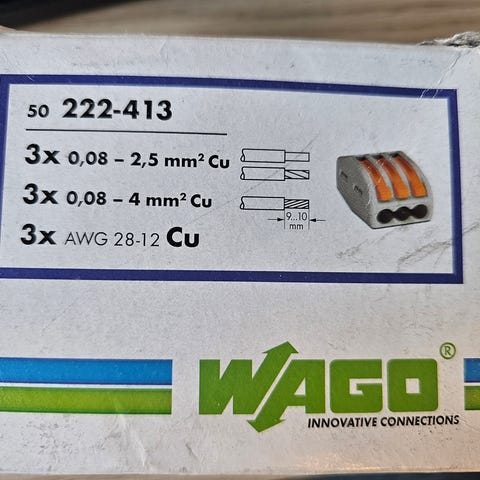 50 222-413
3x 0,08 – 2,5 mm² Cu
3x 0,08 – 4 mm² Cu
3x AWG 28-12 Cu
9...10
mm
WAGO®
INNOVATIVE CONNECTIONS